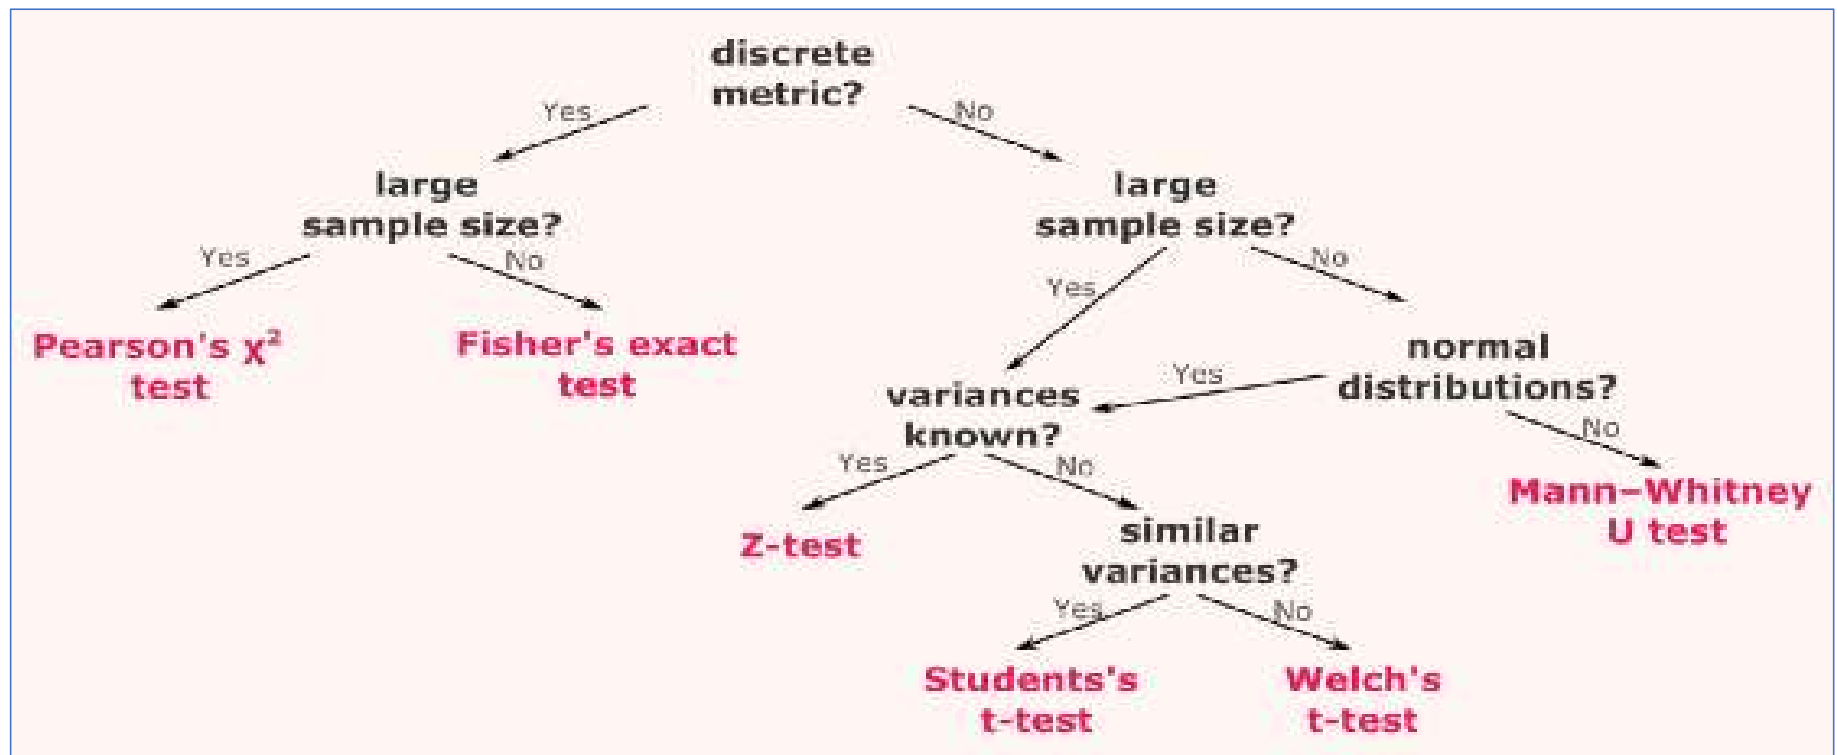 discrete
metric?
Yes
No
large
sample size?
large
sample size?
Yes
No
Yes
No
Pearson's χ²
test
Fisher's exact
test
normal
distributions?
Yes
No
variances
known?
Yes
No
Mann–Whitney
U test
Z-test
similar
variances?
Yes
No
Students's
t-test
Welch's
t-test